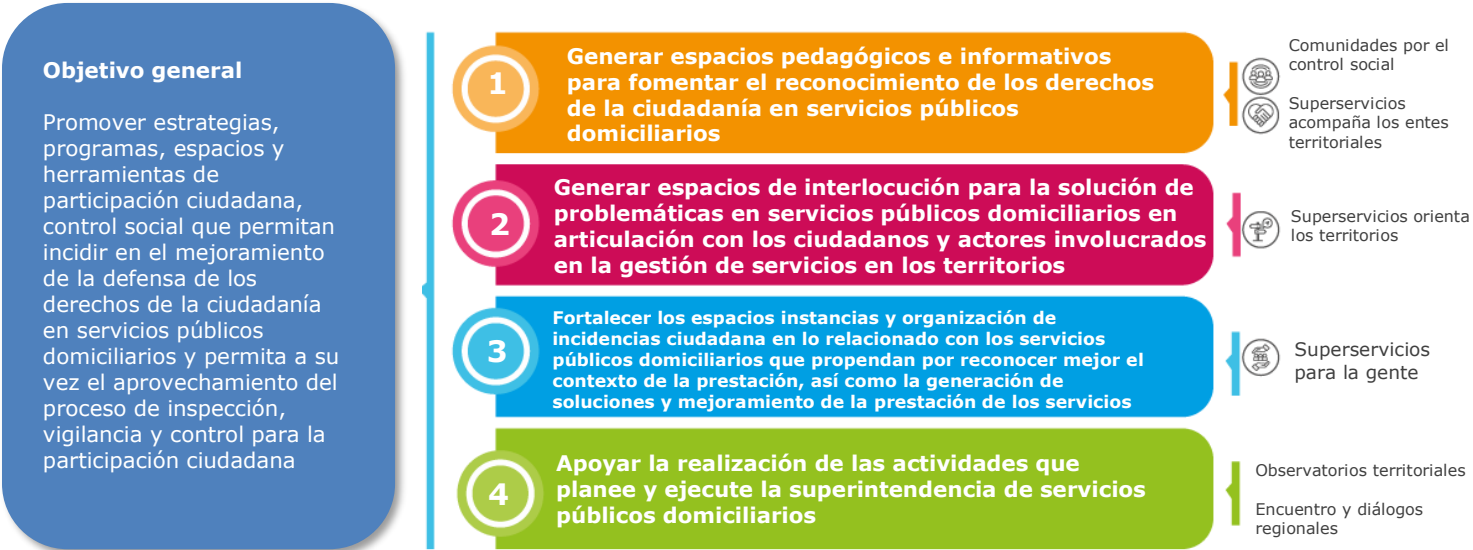 Objetivo general
Promover estrategias,
programas, espacios y
herramientas de
participación ciudadana,
control social que permitan
incidir en el mejoramiento
de la defensa de los
derechos de la ciudadanía
en servicios públicos
domiciliarios y permita a su
vez el aprovechamiento del
proceso de inspección,
vigilancia y control para la
participación ciudadana
1
Generar espacios pedagógicos e informativos
para fomentar el reconocimiento de los derechos
de la ciudadanía en servicios públicos
domiciliarios
Comunidades por el
control social
Superservicios
acompaña los entes
territoriales
2
Generar espacios de interlocución para la solución de
problemáticas en servicios públicos domiciliarios en
articulación con los ciudadanos y actores involucrados
en la gestión de servicios en los territorios
Superservicios orienta
los territorios
3
Fortalecer los espacios instancias y organización de
incidencias ciudadana en lo relacionado con los servicios
públicos domiciliarios que propendan por reconocer mejor el
contexto de la prestación, así como la generación de
soluciones y mejoramiento de la prestación de los servicios
Superservicios
para la gente
4
Apoyar la realización de las actividades que
planee y ejecute la superintendencia de servicios
públicos domiciliarios
Observatorios territoriales
Encuentro y diálogos
regionales